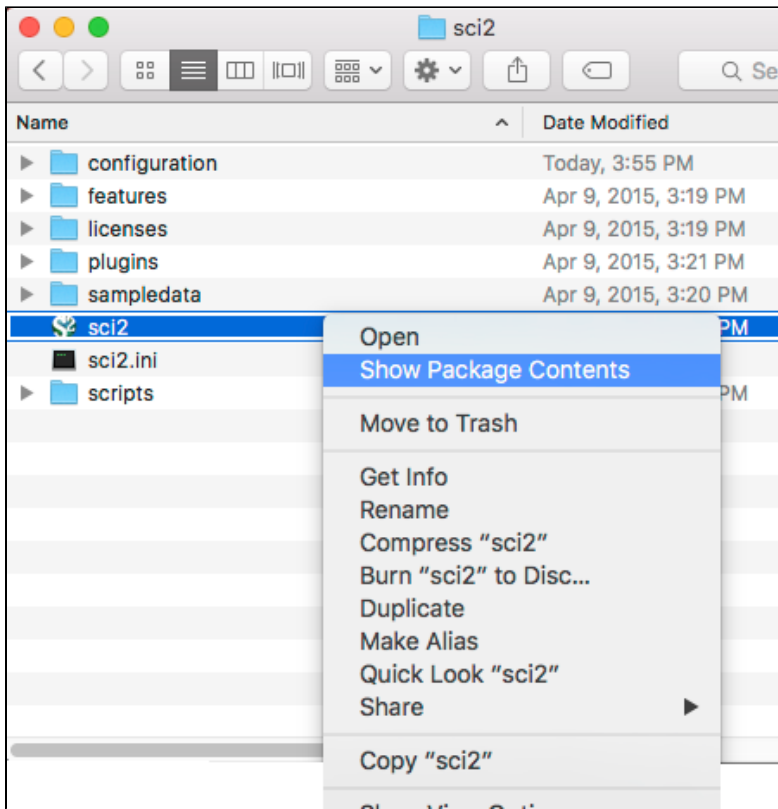 sci2
Se
Name Date Modified
configuration Today, 3:55 PM
features Apr 9, 2015, 3:19 PM
licenses Apr 9, 2015, 3:19 PM
plugins Apr 9, 2015, 3:21 PM
sampledata Apr 9, 2015, 3:20 PM
sci2 PM
sci2.ini
scripts PM
Open
Show Package Contents
Move to Trash
Get Info
Rename
Compress “sci2”
Burn “sci2” to Disc...
Duplicate
Make Alias
Quick Look “sci2”
Share
Copy “sci2”